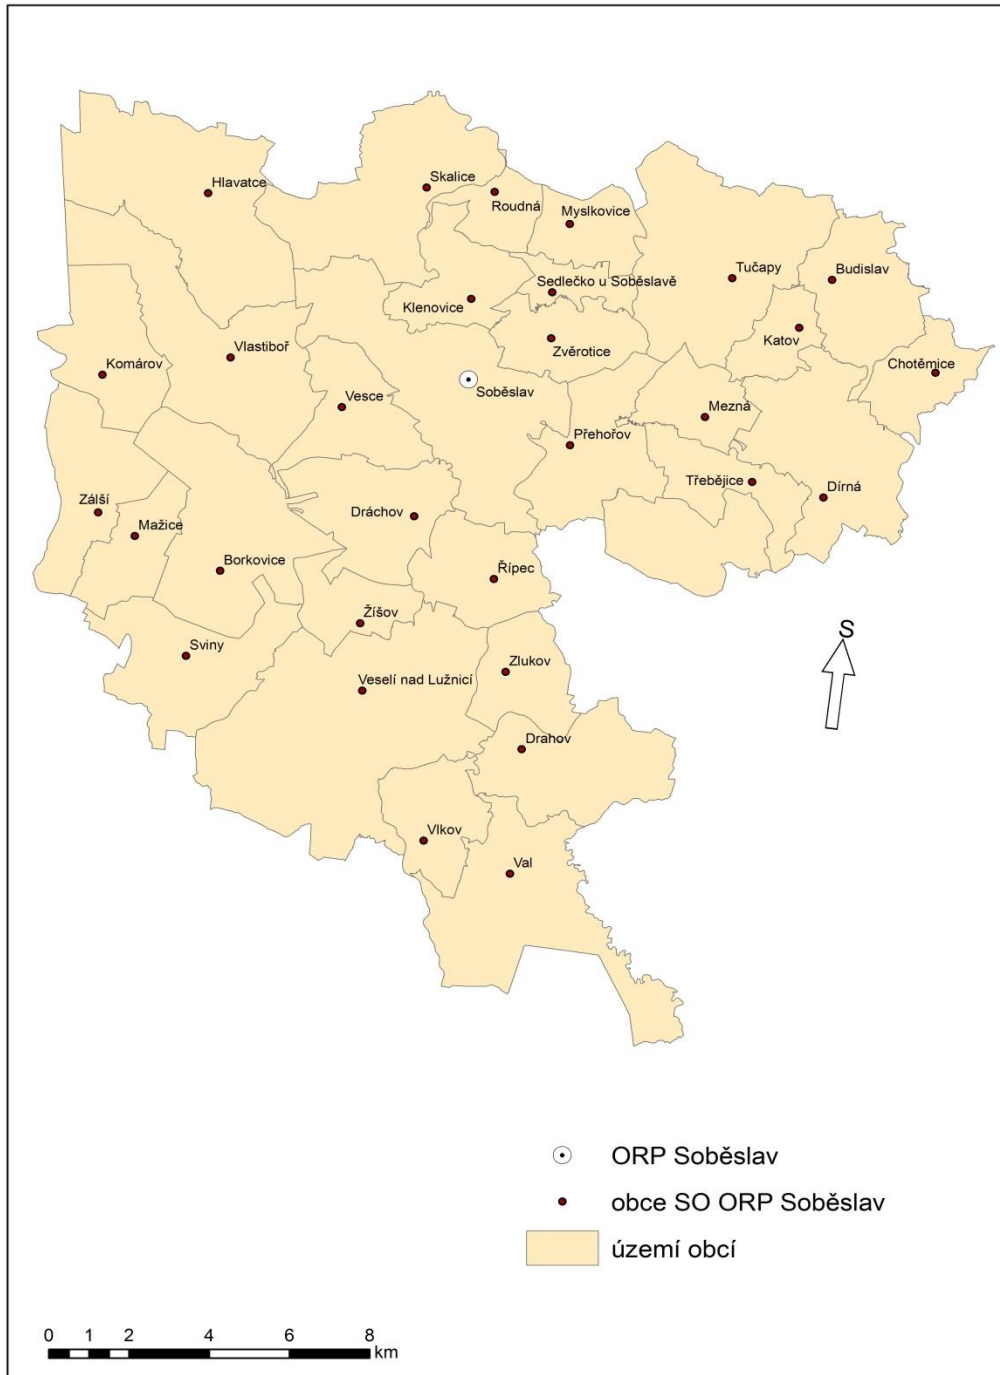 Hlavatce
Skalice
Roudná
Myslkovice
Tučapy
Budislav
Sedlečko u Soběslavě
Klenovice
Katov
Zvěrotice
Vlastiboř
Komárov
Chotěmice
Soběslav
Vesce
Mezná
Přehořov
Třebějice
Dírná
Zálší
Mažice
Dráchov
Borkovice
Řípec
Žíšov
Sviny
Zlukov
Veselí nad Lužnicí
S
Drahov
Vlkov
Val
ORP Soběslav
obce SO ORP Soběslav
území obcí
0 1 2 4 6 8
km